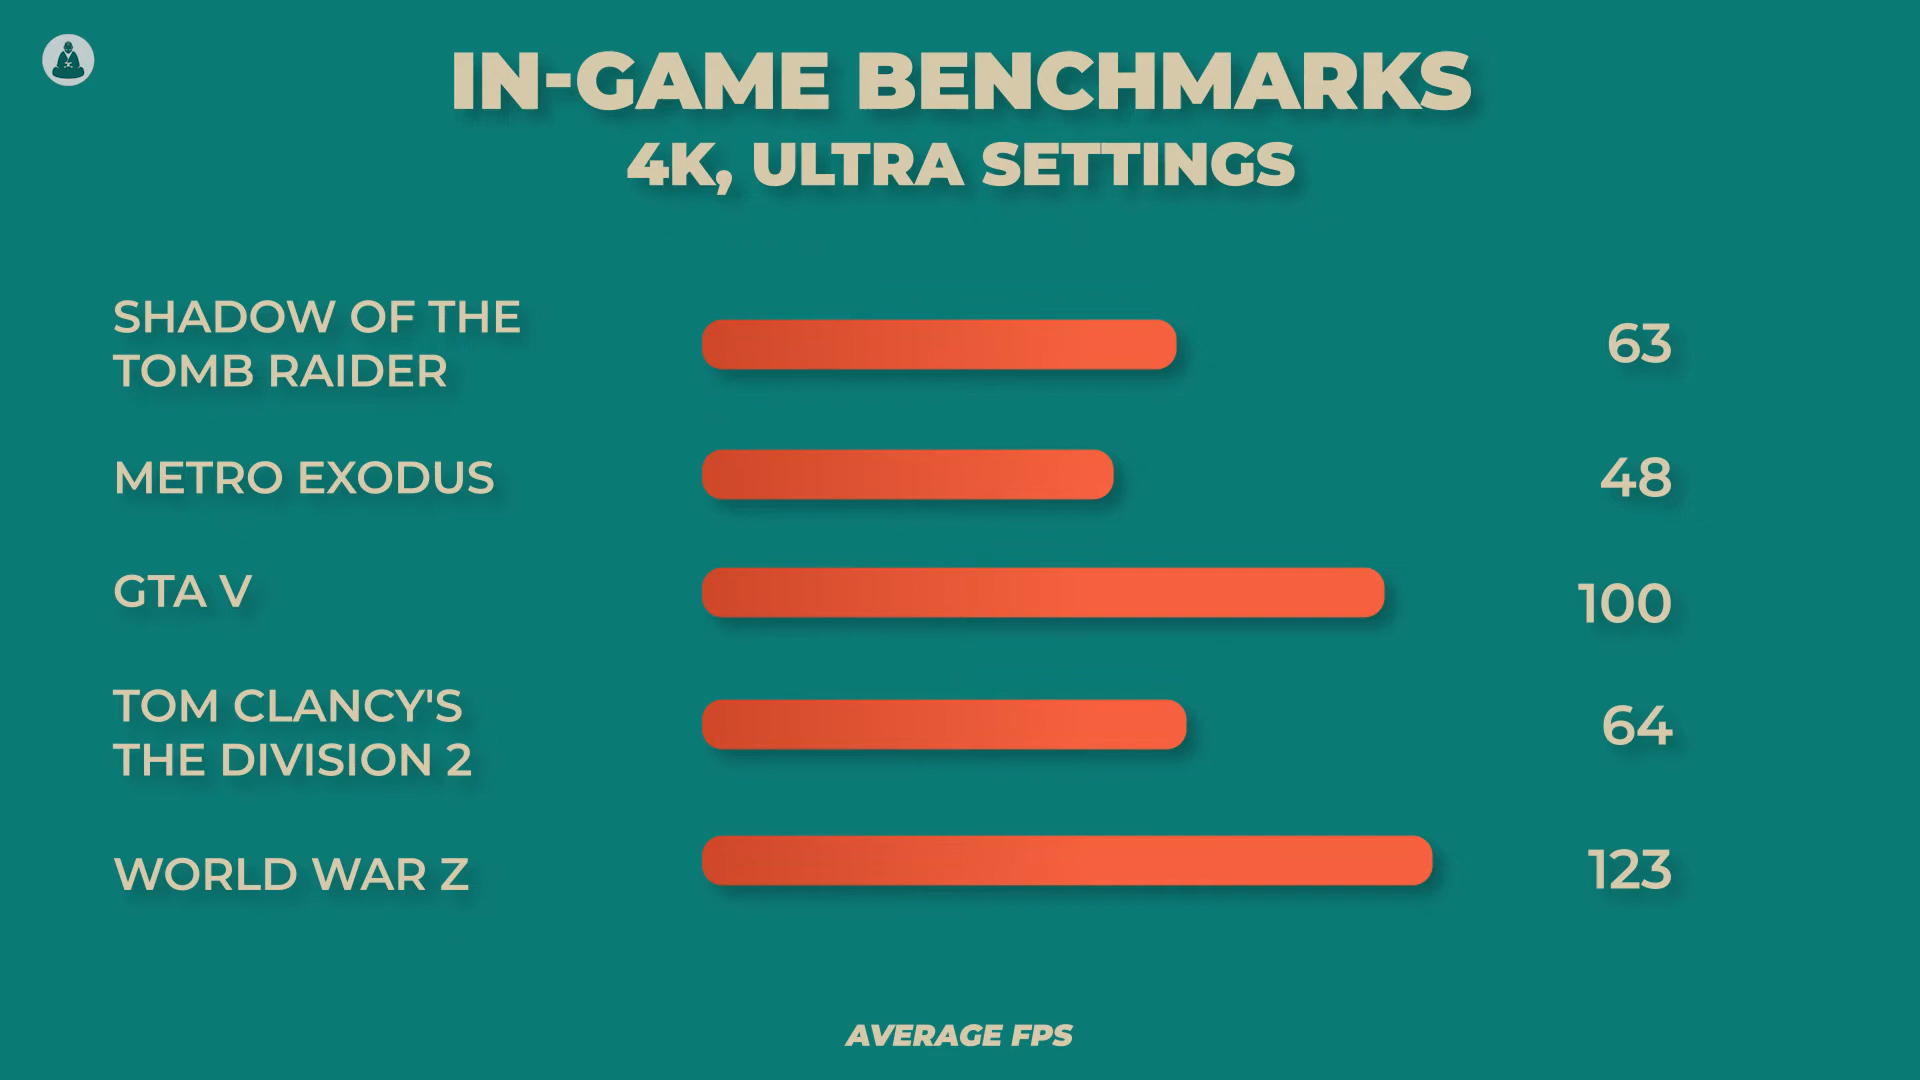 IN-GAME BENCHMARKS
4K, ULTRA SETTINGS
SHADOW OF THE
TOMB RAIDER
63
METRO EXODUS
48
GTA V
100
TOM CLANCY'S
THE DIVISION 2
64
WORLD WAR Z
123
AVERAGE FPS